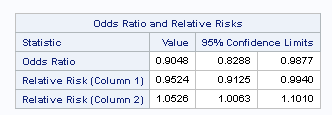 Odds Ratio and Relative Risks
Statistic Value 95% Confidence Limits
Odds Ratio 0.9048 0.8288 0.9877
Relative Risk (Column 1) 0.9524 0.9125 0.9940
Relative Risk (Column 2) 1.0526 1.0063 1.1010